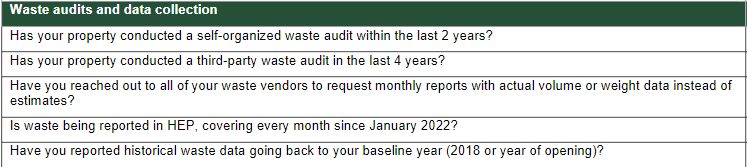 Waste audits and data collection
Has your property conducted a self-organized waste audit within the last 2 years?
Has your property conducted a third-party waste audit in the last 4 years?
Have you reached out to all of your waste vendors to request monthly reports with actual volume or weight data instead of
estimates?
Is waste being reported in HEP, covering every month since January 2022?
Have you reported historical waste data going back to your baseline year (2018 or year of opening)?